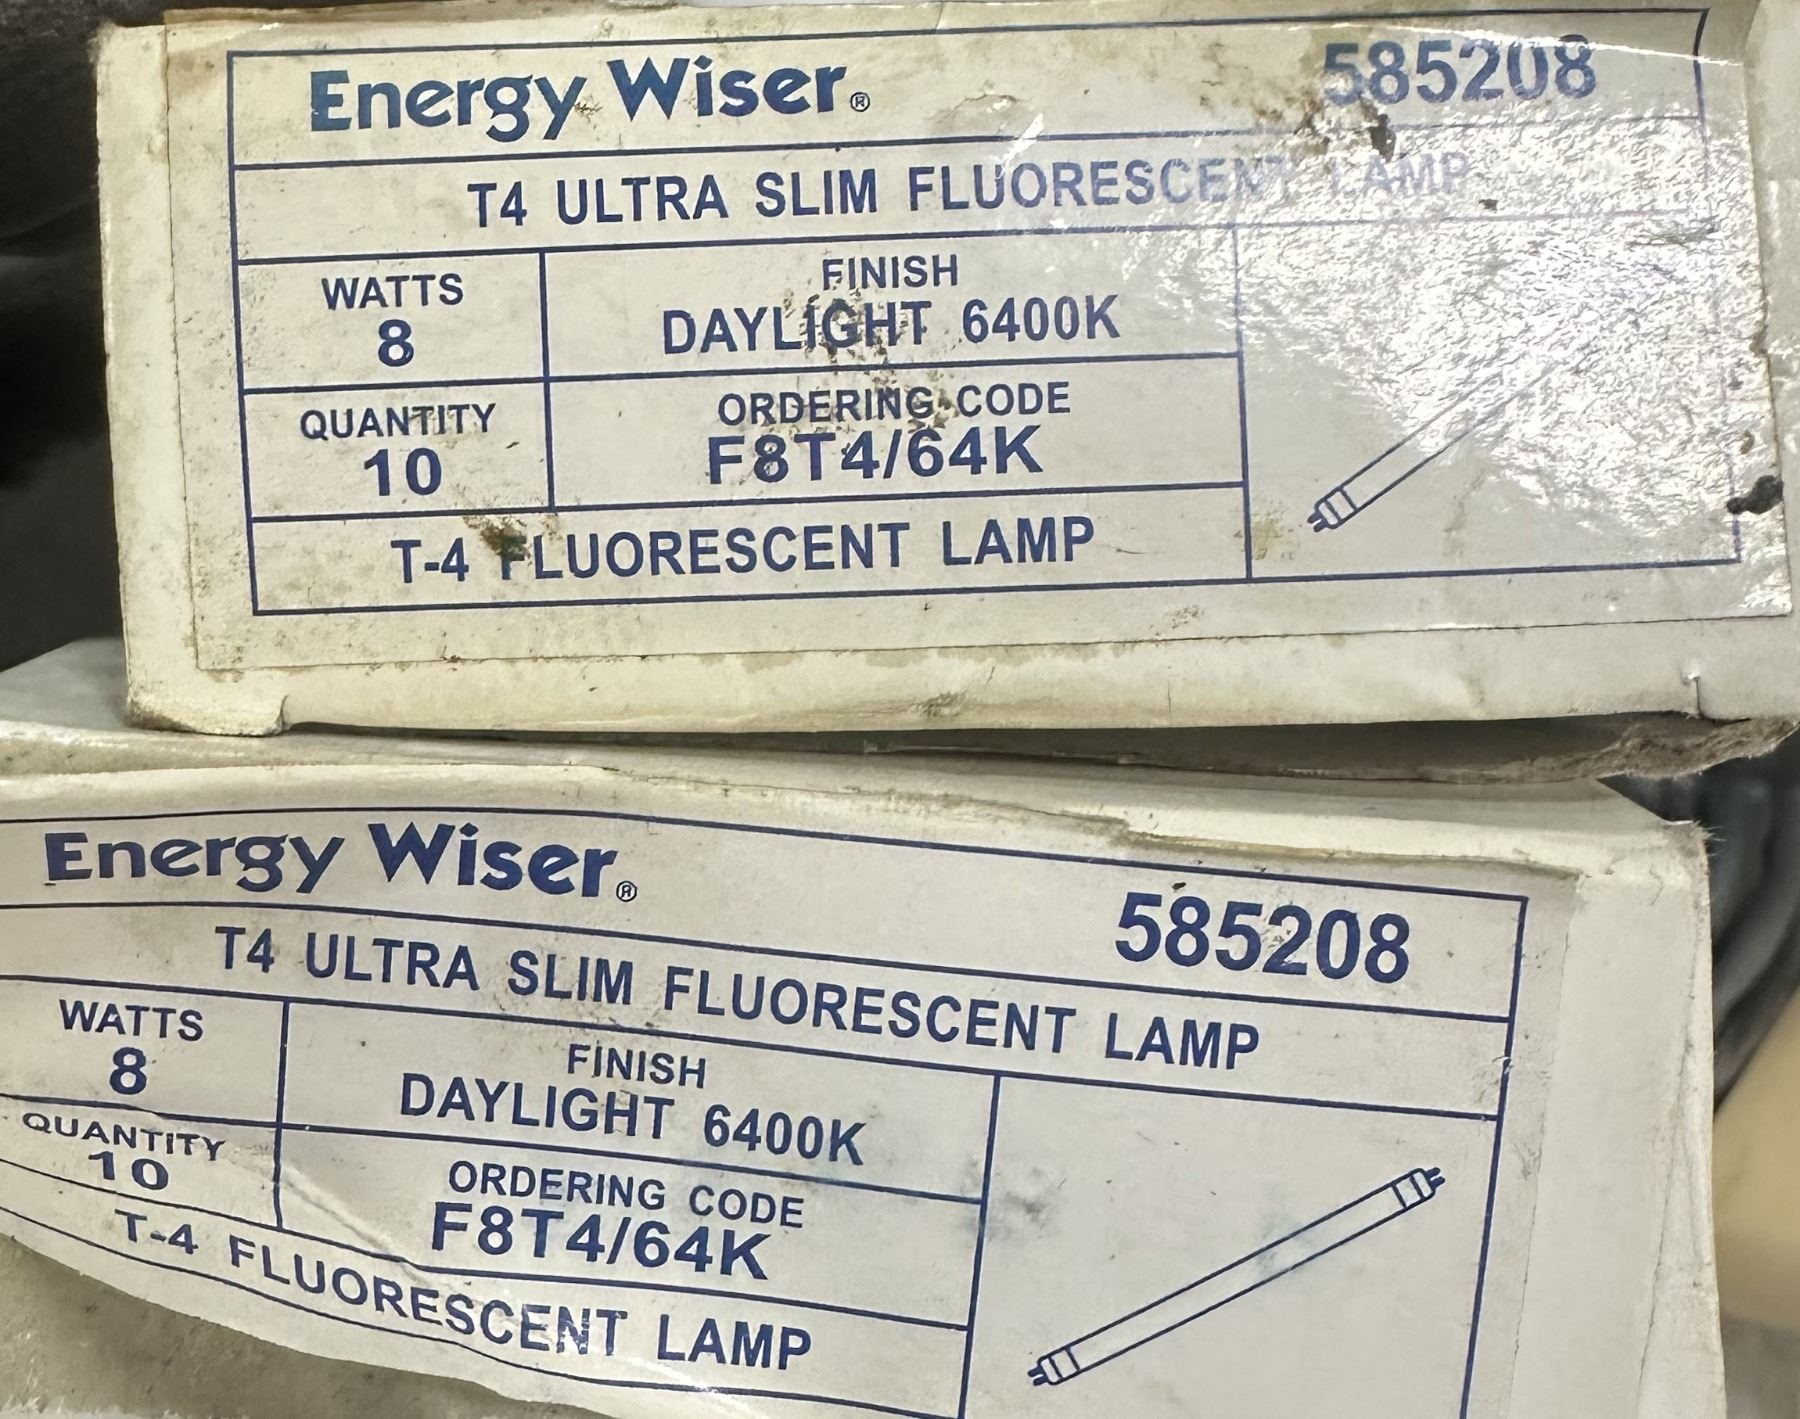 Energy Wiser® 585208
T4 ULTRA SLIM FLUORESCENT LAMP
WATTS
8
FINISH
DAYLIGHT 6400K
QUANTITY
10
ORDERING CODE
F8T4/64K
T-4 FLUORESCENT LAMP
Energy Wiser® 585208
T4 ULTRA SLIM FLUORESCENT LAMP
WATTS
8
FINISH
DAYLIGHT 6400K
QUANTITY
10
ORDERING CODE
F8T4/64K
T-4 FLUORESCENT LAMP